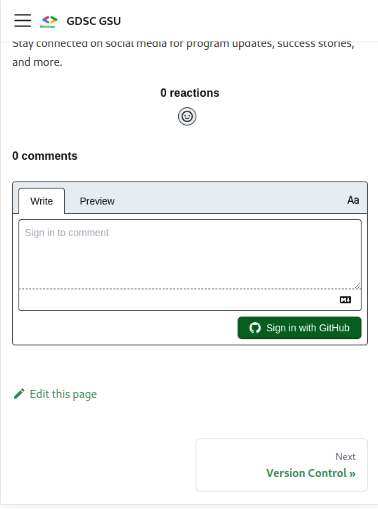 GDSC GSU
Stay connected on social media for program updates, success stories,
and more.
0 reactions
0 comments
Write
Preview
Aa
Sign in to comment
Sign in with GitHub
Edit this page
Next
Version Control »